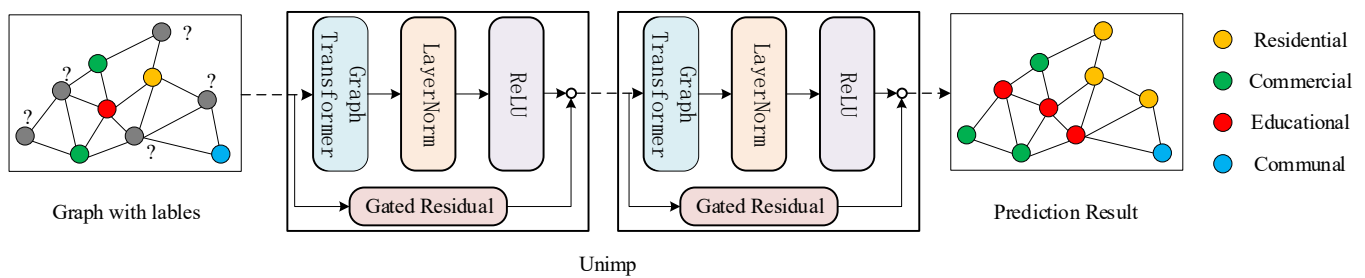 ?
?
?
?
?
Graph with lables
Graph
Transformer
LayerNorm
ReLU
Gated Residual
Graph
Transformer
LayerNorm
ReLU
Gated Residual
Unimp
Prediction Result
Residential
Commercial
Educational
Communal